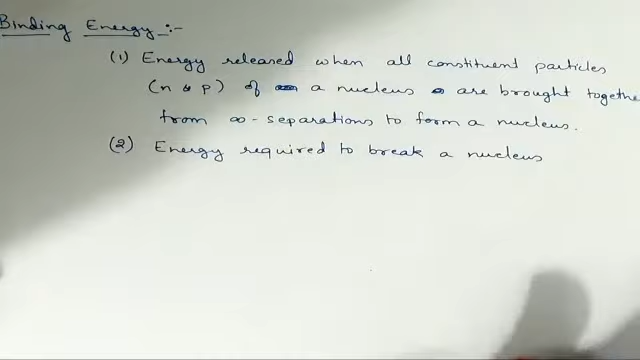 Binding Energy :-
(1) Energy released when all constituent particles
(n & p) of a nucleus are brought togethe
from ∞-separations to form a nucleus.
(2) Energy required to break a nucleus